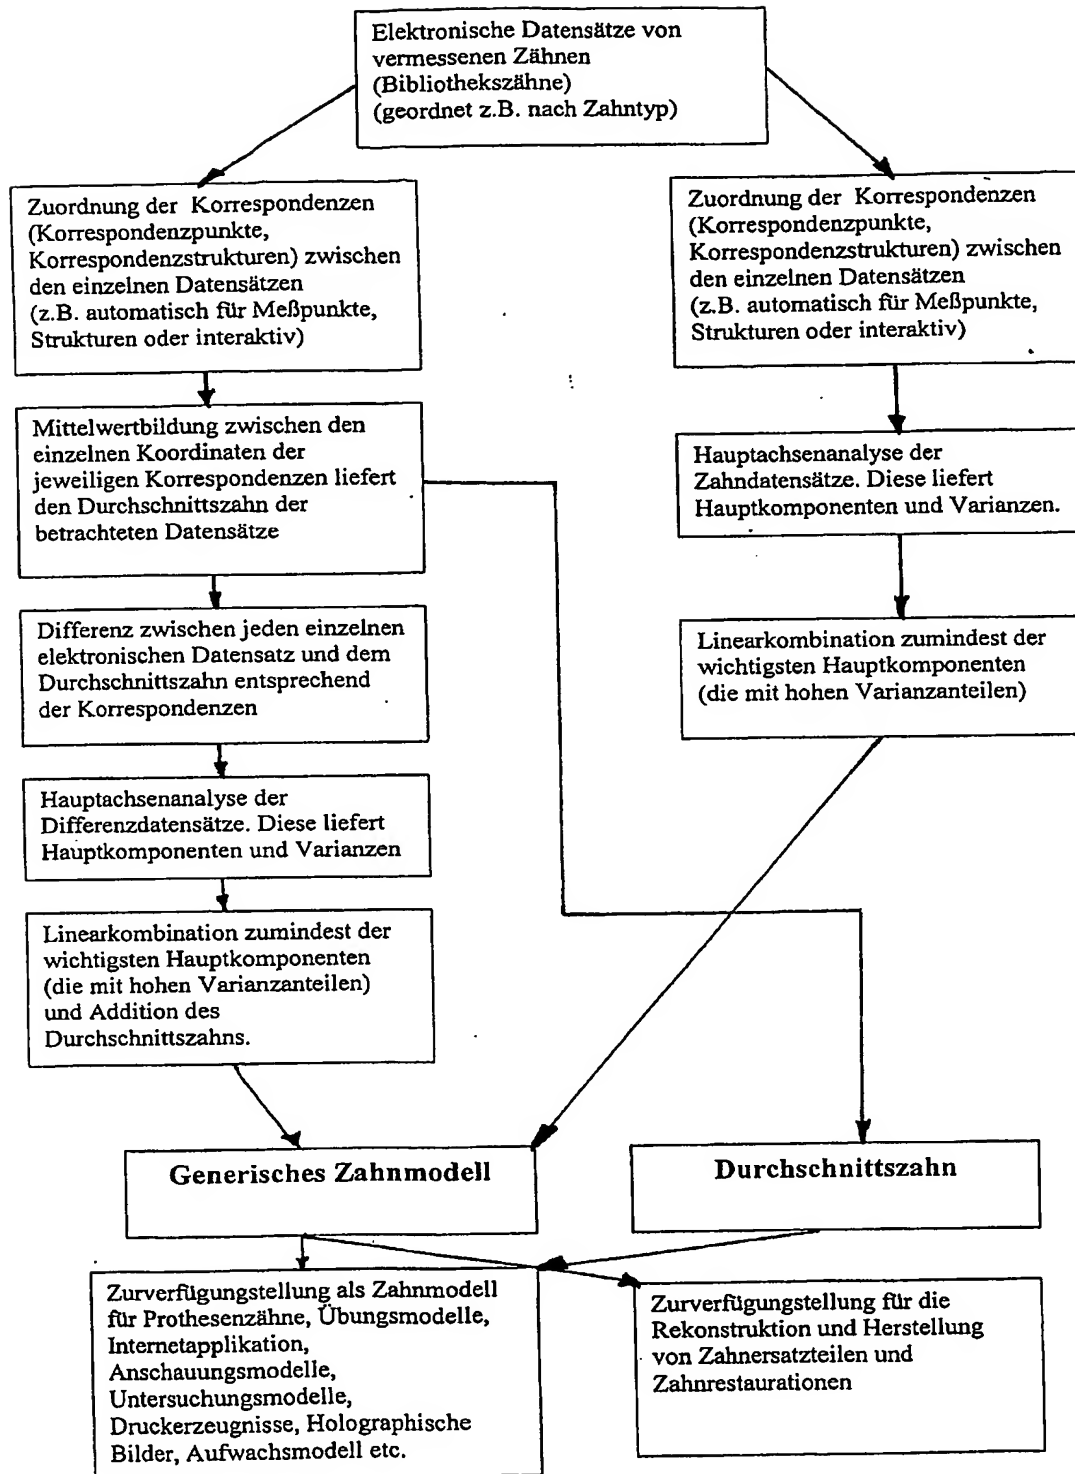 Elektronische Datensätze von
vermessenen Zähnen
(Bibliothekszähne)
(geordnet z.B. nach Zahntyp)
Zuordnung der Korrespondenzen
(Korrespondenzpunkte,
Korrespondenzstrukturen) zwischen
den einzelnen Datensätzen
(z.B. automatisch für Meßpunkte,
Strukturen oder interaktiv)
Mittelwertbildung zwischen den
einzelnen Koordinaten der
jeweiligen Korrespondenzen liefert
den Durchschnittszahn der
betrachteten Datensätze
Differenz zwischen jeden einzelnen
elektronischen Datensatz und dem
Durchschnittszahn entsprechend
der Korrespondenzen
Hauptachsenanalyse der
Differenzdatensätze. Diese liefert
Hauptkomponenten und Varianzen
Linearkombination zumindest der
wichtigsten Hauptkomponenten
(die mit hohen Varianzanteilen)
und Addition des
Durchschnittszahns.
Zuordnung der Korrespondenzen
(Korrespondenzpunkte,
Korrespondenzstrukturen) zwischen
den einzelnen Datensätzen
(z.B. automatisch für Meßpunkte,
Strukturen oder interaktiv)
Hauptachsenanalyse der
Zahndatensätze. Diese liefert
Hauptkomponenten und Varianzen.
Linearkombination zumindest der
wichtigsten Hauptkomponenten
(die mit hohen Varianzanteilen)
Generisches Zahnmodell
Durchschnittszahn
Zurverfügungstellung als Zahnmodell
für Prothesenzähne, Übungsmodelle,
Internetapplikation,
Anschauungsmodelle,
Untersuchungsmodelle,
Druckerzeugnisse, Holographische
Bilder, Aufwachsmodell etc.
Zurverfügungstellung für die
Rekonstruktion und Herstellung
von Zahnersatzteilen und
Zahnrestaurationen